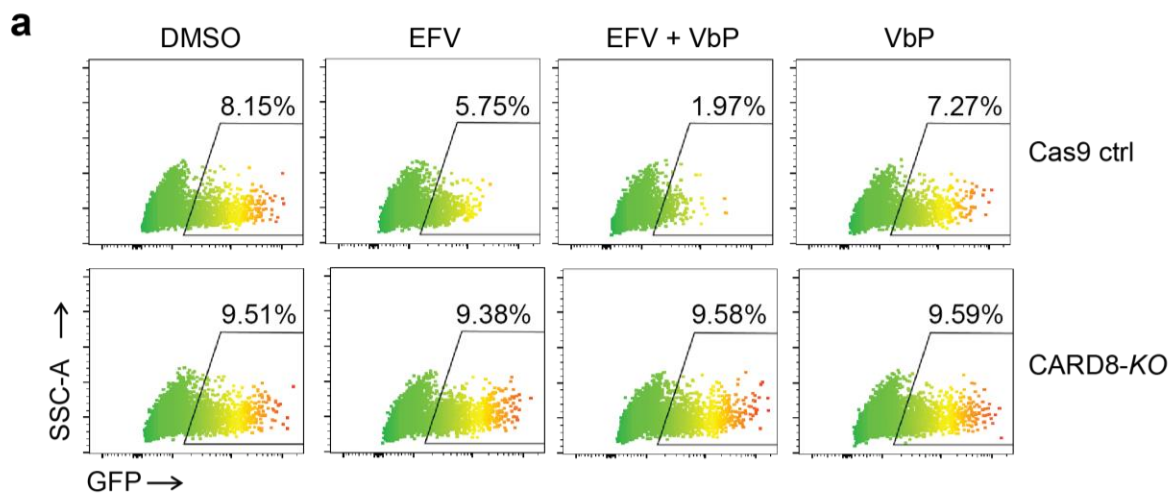 a
DMSO EFV EFV + VbP VbP
8.15% 5.75% 1.97% 7.27%
Cas9 ctrl
9.51% 9.38% 9.58% 9.59%
CARD8-KO
SSC-A →
GFP →